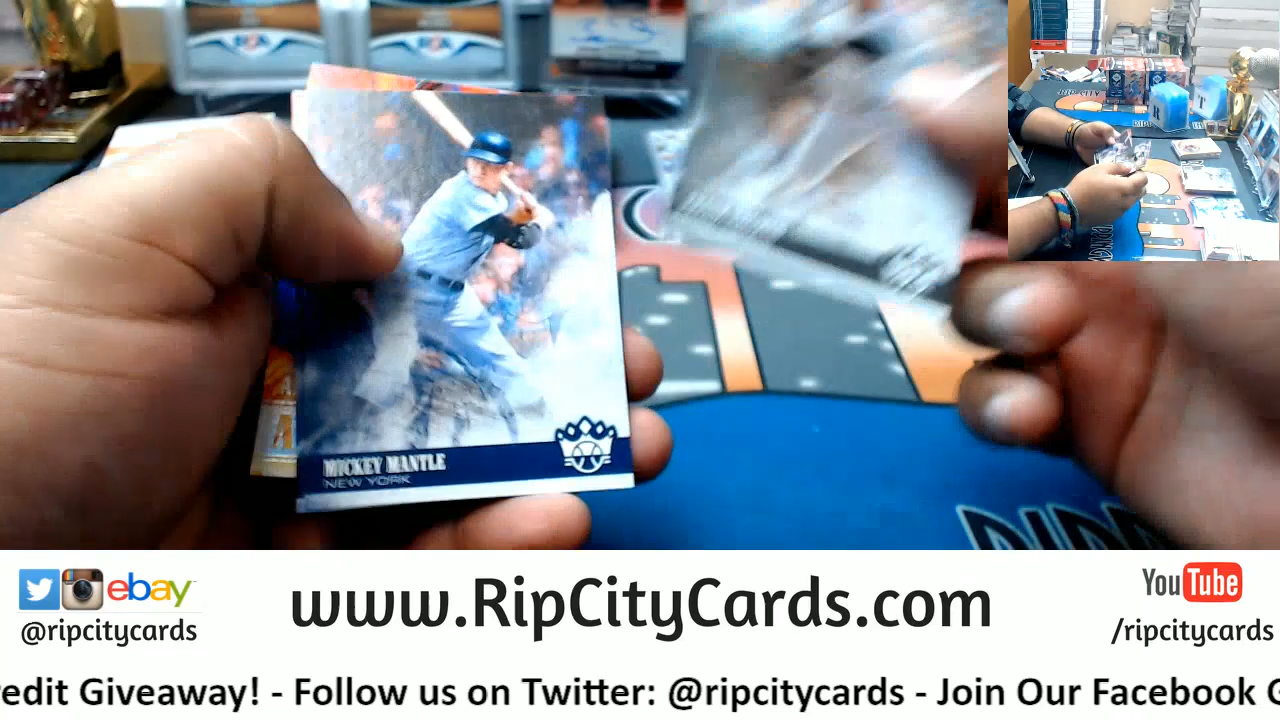 MICKEY MANTLE
NEW YORK
ebay
@ripcitycards
www.RipCityCards.com
YouTube
/ripcitycards
edit Giveaway! - Follow us on Twitter: @ripcitycards - Join Our Facebook G